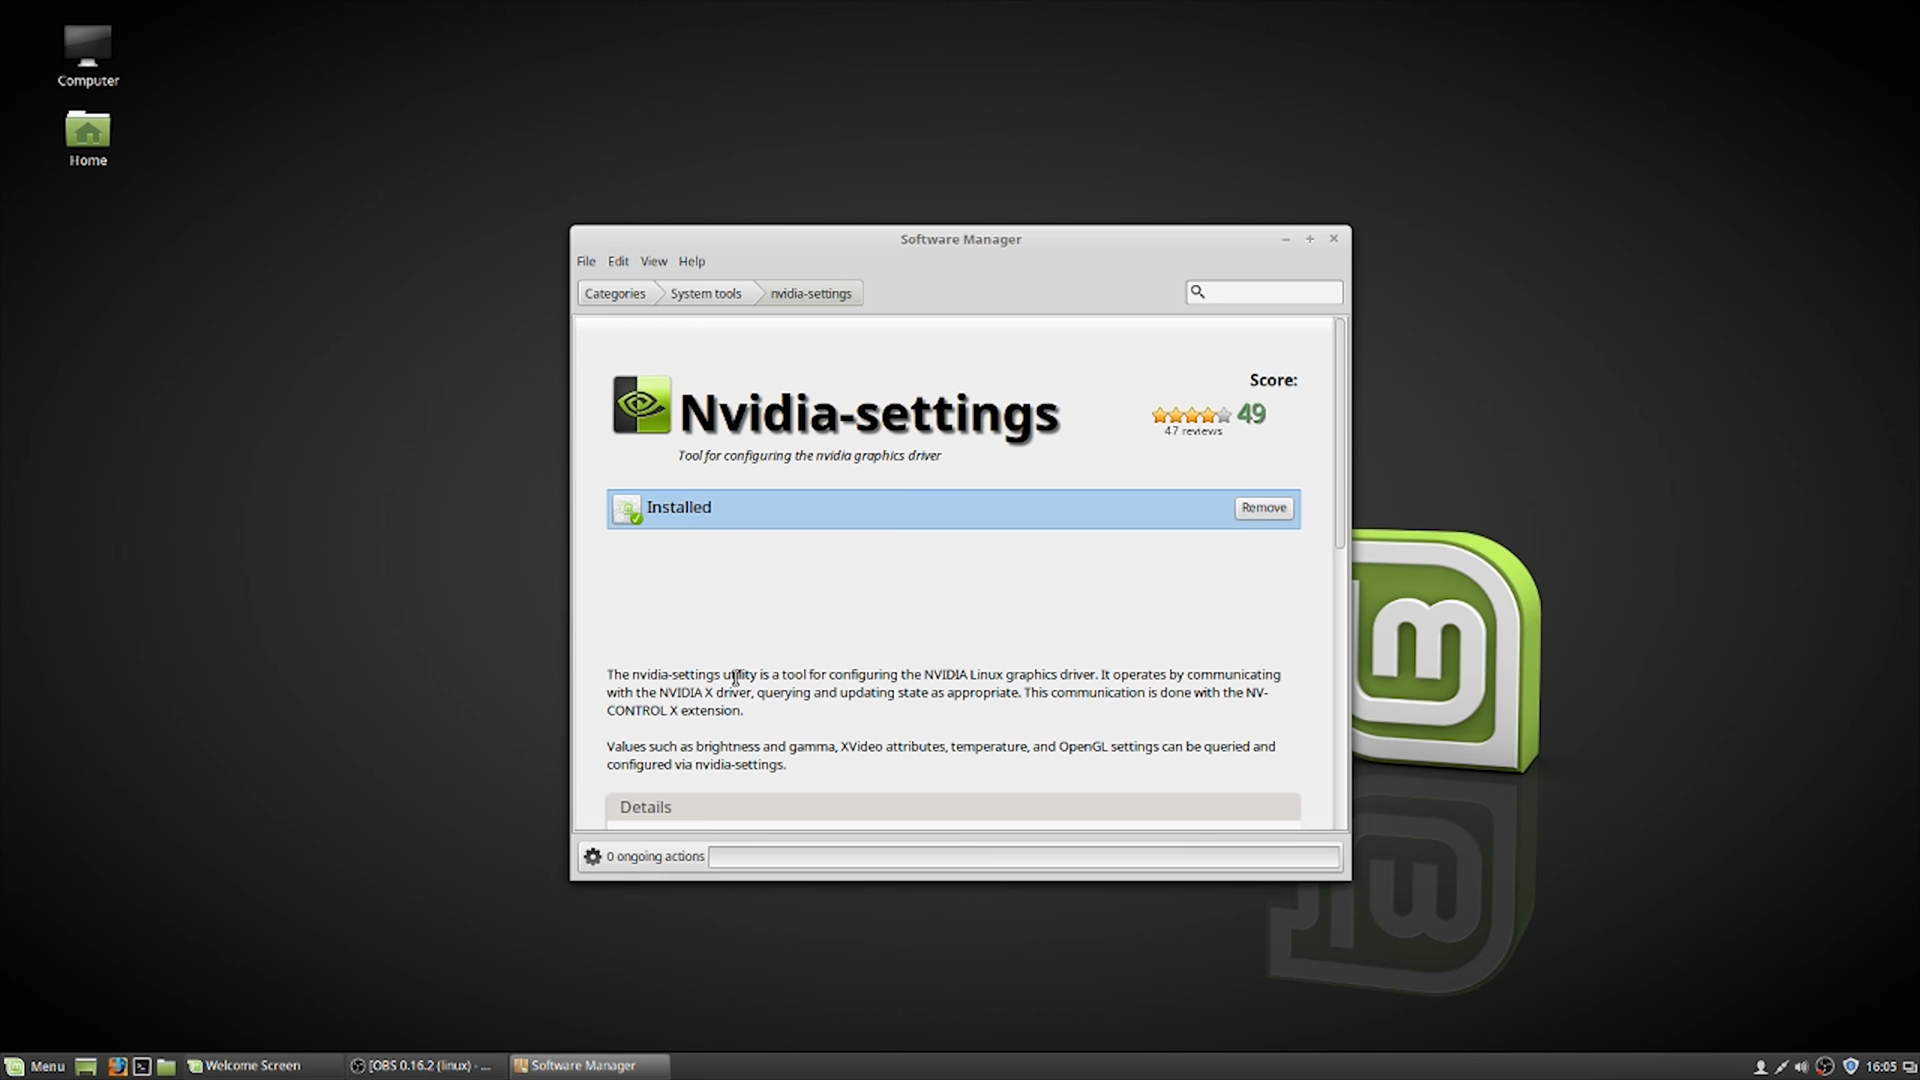 Computer
Home
Software Manager
File Edit View Help
Categories System tools nvidia-settings
Score:
Nvidia-settings
49
47 reviews
Tool for configuring the nvidia graphics driver
Installed
Remove
The nvidia-settings utility is a tool for configuring the NVIDIA Linux graphics driver. It operates by communicating
with the NVIDIA X driver, querying and updating state as appropriate. This communication is done with the NV-
CONTROL X extension.
Values such as brightness and gamma, XVideo attributes, temperature, and OpenGL settings can be queried and
configured via nvidia-settings.
Details
0 ongoing actions
Menu Welcome Screen [OBS 0.16.2 (linux) - ... Software Manager 16:05